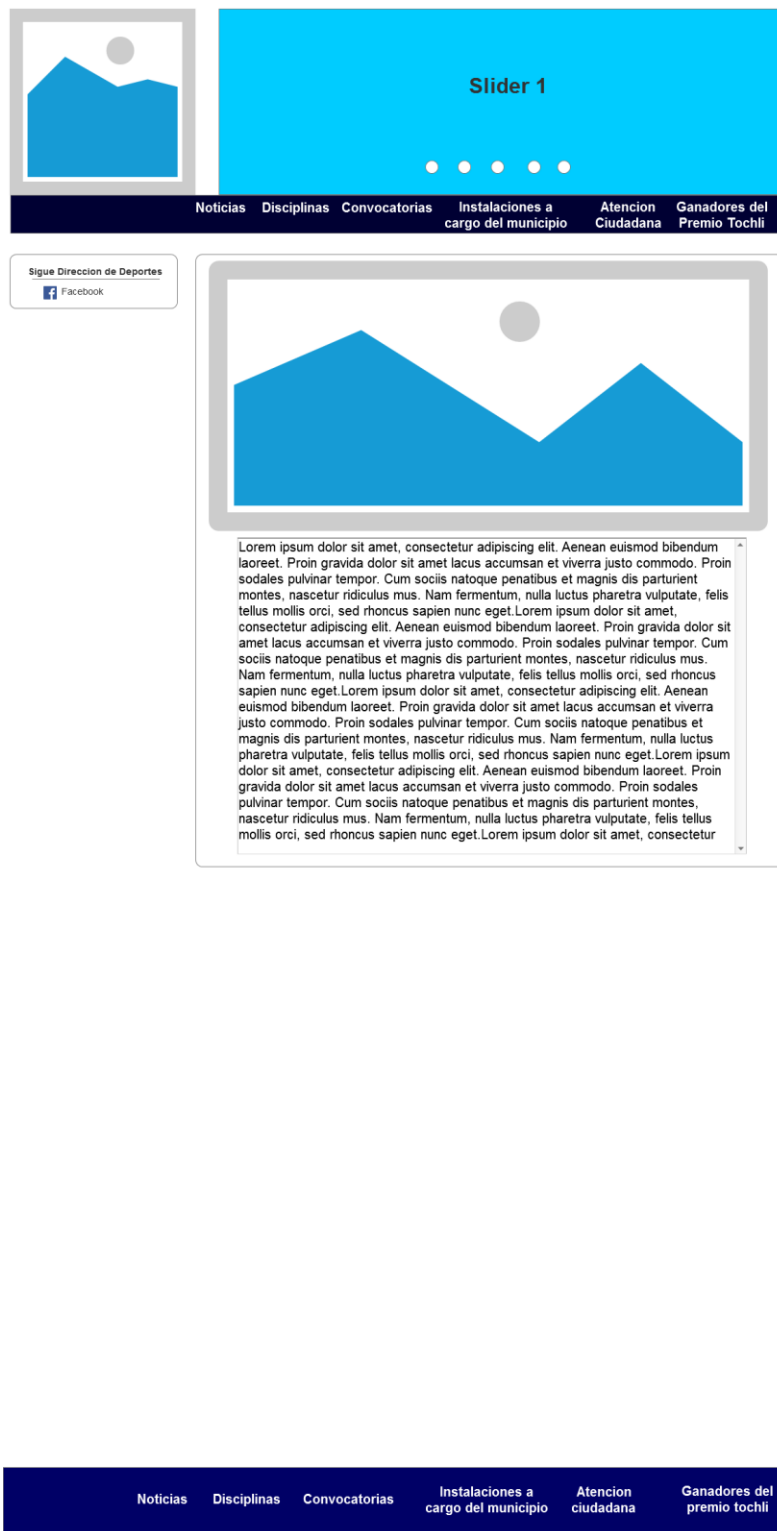 Slider 1
Noticias
Disciplinas
Convocatorias
Instalaciones a
cargo del municipio
Atencion
Ciudadana
Ganadores del
Premio Tochli
Sigue Direccion de Deportes
Facebook
Lorem ipsum dolor sit amet, consectetur adipiscing elit. Aenean euismod bibendum
laoreet. Proin gravida dolor sit amet lacus accumsan et viverra justo commodo. Proin
sodales pulvinar tempor. Cum sociis natoque penatibus et magnis dis parturient
montes, nascetur ridiculus mus. Nam fermentum, nulla luctus pharetra vulputate, felis
tellus mollis orci, sed rhoncus sapien nunc eget.Lorem ipsum dolor sit amet,
consectetur adipiscing elit. Aenean euismod bibendum laoreet. Proin gravida dolor sit
amet lacus accumsan et viverra justo commodo. Proin sodales pulvinar tempor. Cum
sociis natoque penatibus et magnis dis parturient montes, nascetur ridiculus mus.
Nam fermentum, nulla luctus pharetra vulputate, felis tellus mollis orci, sed rhoncus
sapien nunc eget.Lorem ipsum dolor sit amet, consectetur adipiscing elit. Aenean
euismod bibendum laoreet. Proin gravida dolor sit amet lacus accumsan et viverra
justo commodo. Proin sodales pulvinar tempor. Cum sociis natoque penatibus et
magnis dis parturient montes, nascetur ridiculus mus. Nam fermentum, nulla luctus
pharetra vulputate, felis tellus mollis orci, sed rhoncus sapien nunc eget.Lorem ipsum
dolor sit amet, consectetur adipiscing elit. Aenean euismod bibendum laoreet. Proin
gravida dolor sit amet lacus accumsan et viverra justo commodo. Proin sodales
pulvinar tempor. Cum sociis natoque penatibus et magnis dis parturient montes,
nascetur ridiculus mus. Nam fermentum, nulla luctus pharetra vulputate, felis tellus
mollis orci, sed rhoncus sapien nunc eget.Lorem ipsum dolor sit amet, consectetur
Noticias
Disciplinas
Convocatorias
Instalaciones a
cargo del municipio
Atencion
ciudadana
Ganadores del
premio tochli